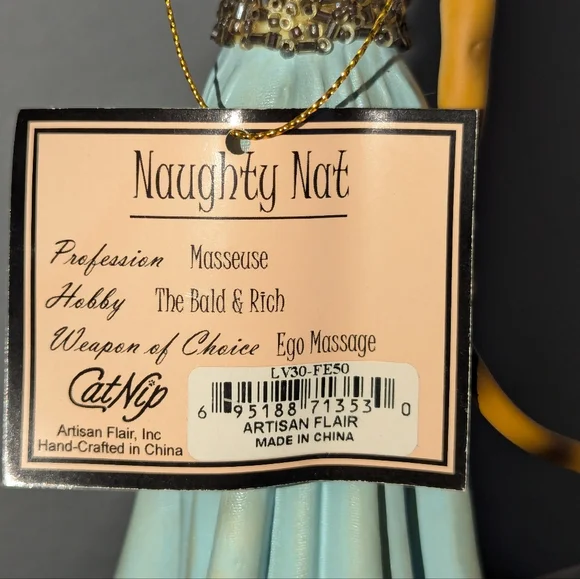 Naughty Nat
Profession Masseuse
Hobby The Bald & Rich
Weapon of Choice Ego Massage
CatNip
Artisan Flair, Inc
Hand-Crafted in China
LV30-FE50
6 95188 71353 0
ARTISAN FLAIR
MADE IN CHINA